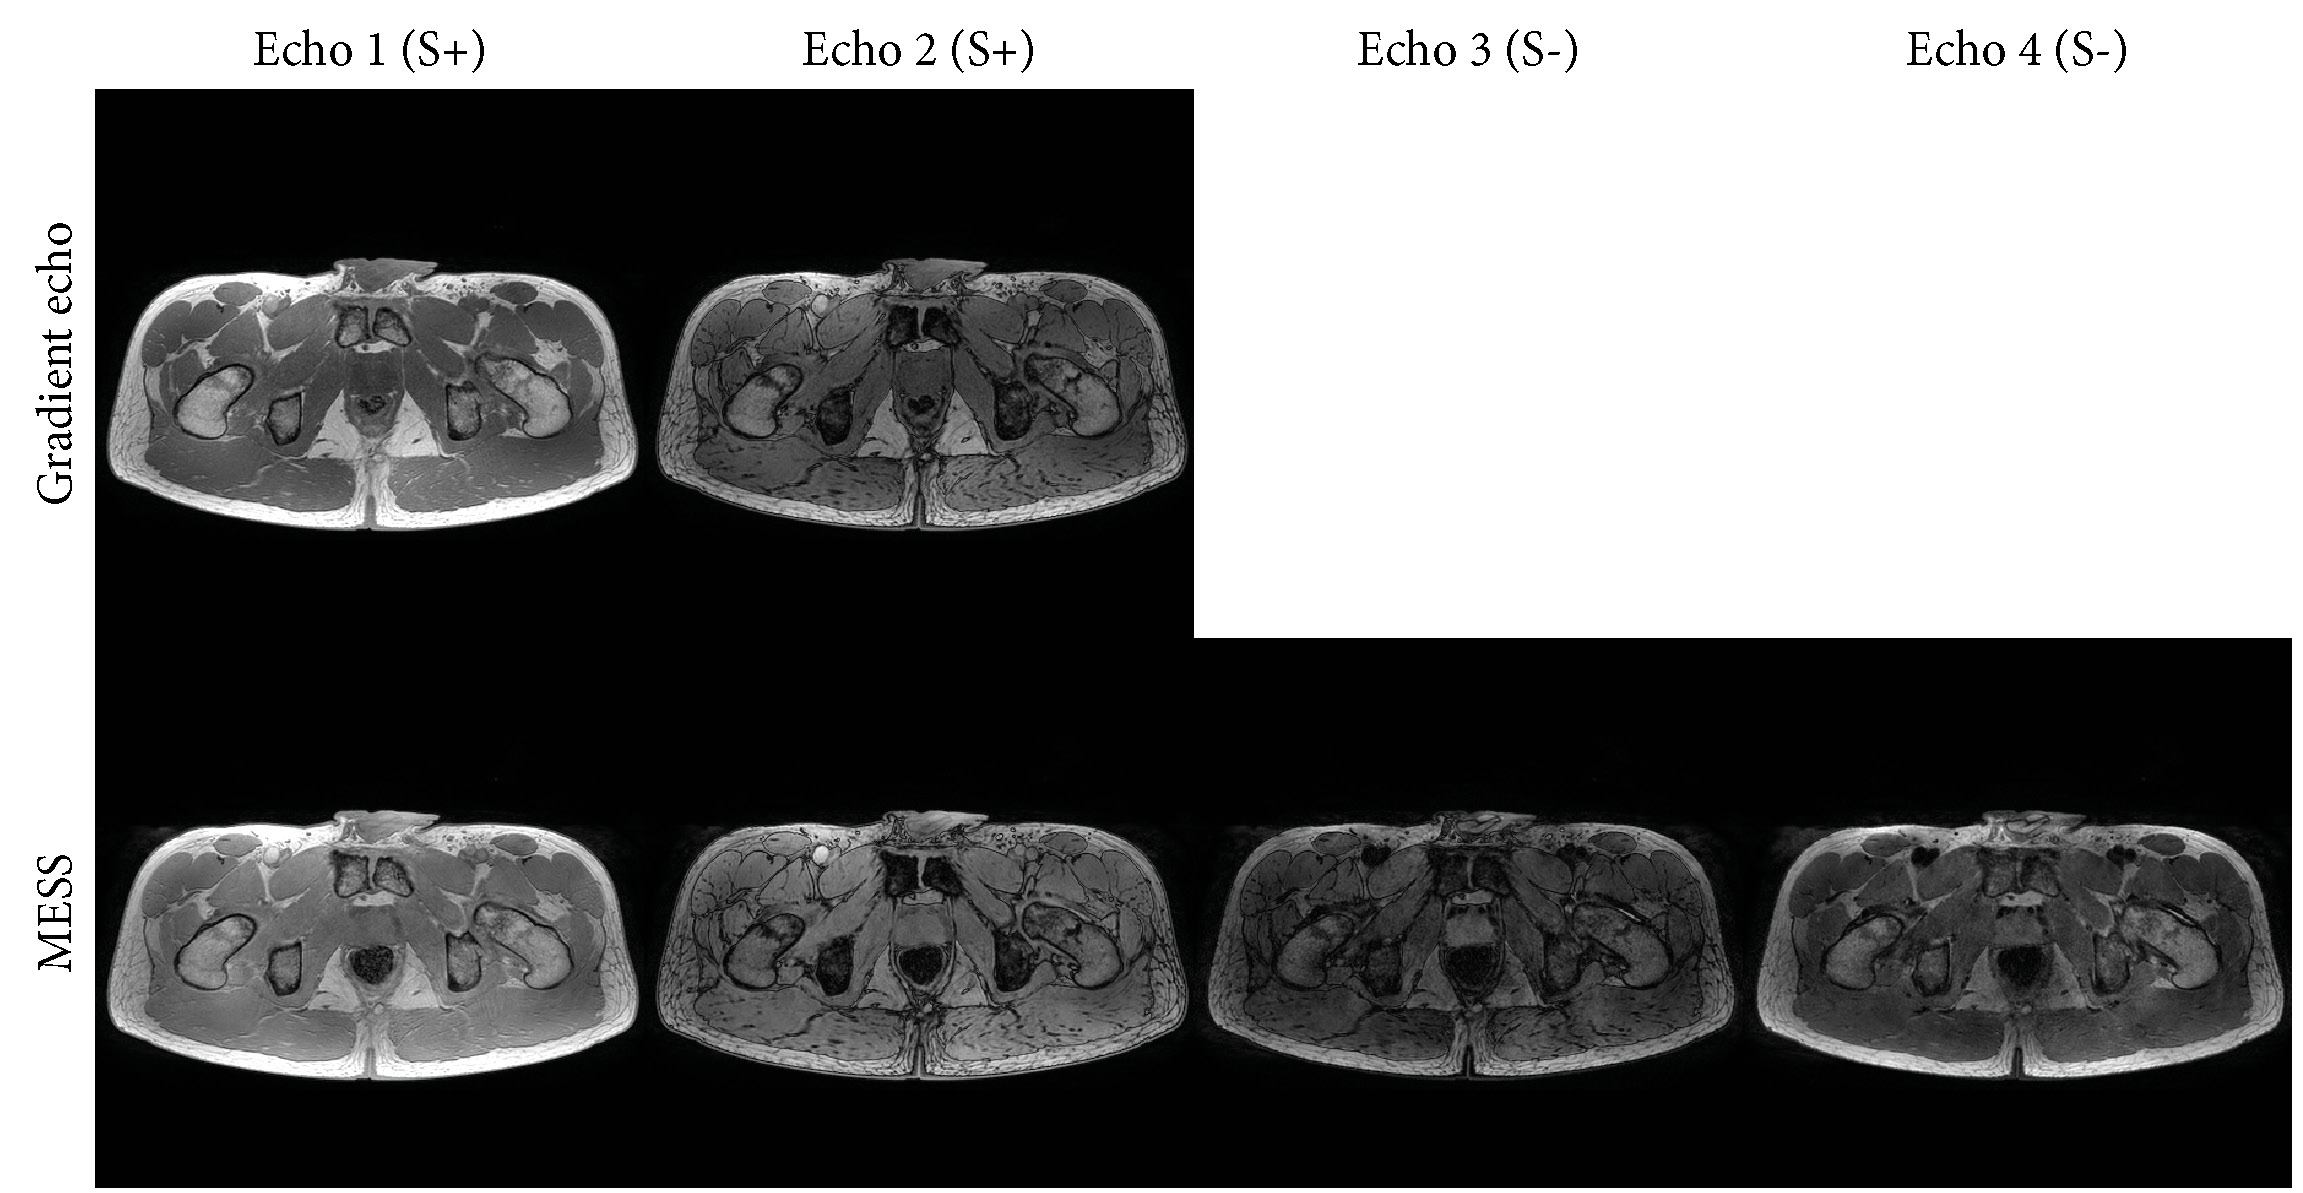 Echo 1 (S+)
Echo 2 (S+)
Echo 3 (S-)
Echo 4 (S-)
Gradient echo
MESS